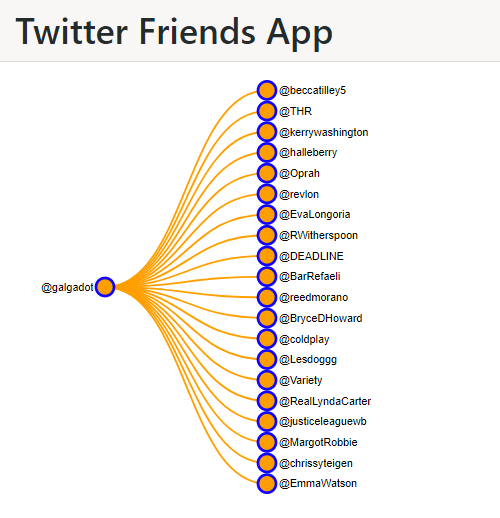 Twitter Friends App
@beccatilley5
@THR
@kerrywashington
@halleberry
@Oprah
@revlon
@EvaLongoria
@RWitherspoon
@DEADLINE
@BarRefaeli
@galgadot
@reedmorano
@BryceDHoward
@coldplay
@Lesdoggg
@Variety
@RealLyndaCarter
@justiceleaguewb
@MargotRobbie
@chrissyteigen
@EmmaWatson